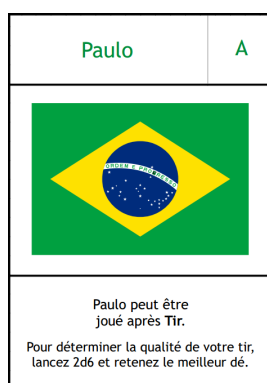 Paulo A
ORDEM E PROGRESSO
Paulo peut être
joué après Tir.
Pour déterminer la qualité de votre tir,
lancez 2d6 et retenez le meilleur dé.